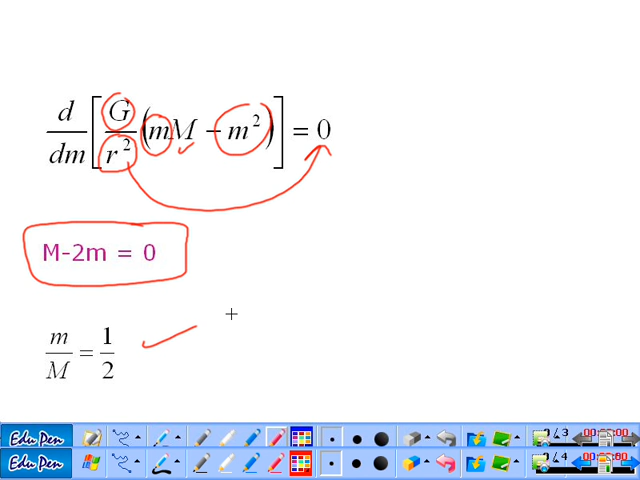 d/dm [ G/r² (mM − m²) ] = 0
M-2m = 0
m/M = 1/2
Edu Pen
Edu Pen